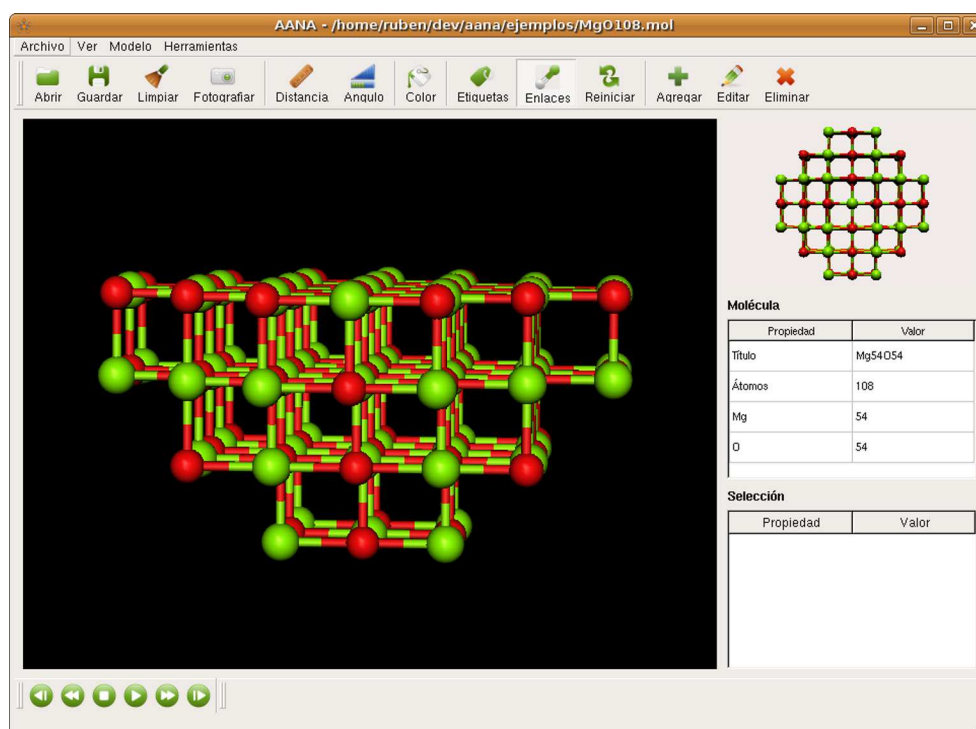 AANA - /home/ruben/dev/aana/ejemplos/MgO108.mol
Archivo Ver Modelo Herramientas
Abrir Guardar Limpiar Fotografiar Distancia Angulo Color Etiquetas Enlaces Reiniciar Agregar Editar Eliminar
Molécula
Propiedad Valor
Título Mg54O54
Átomos 108
Mg 54
O 54
Selección
Propiedad Valor